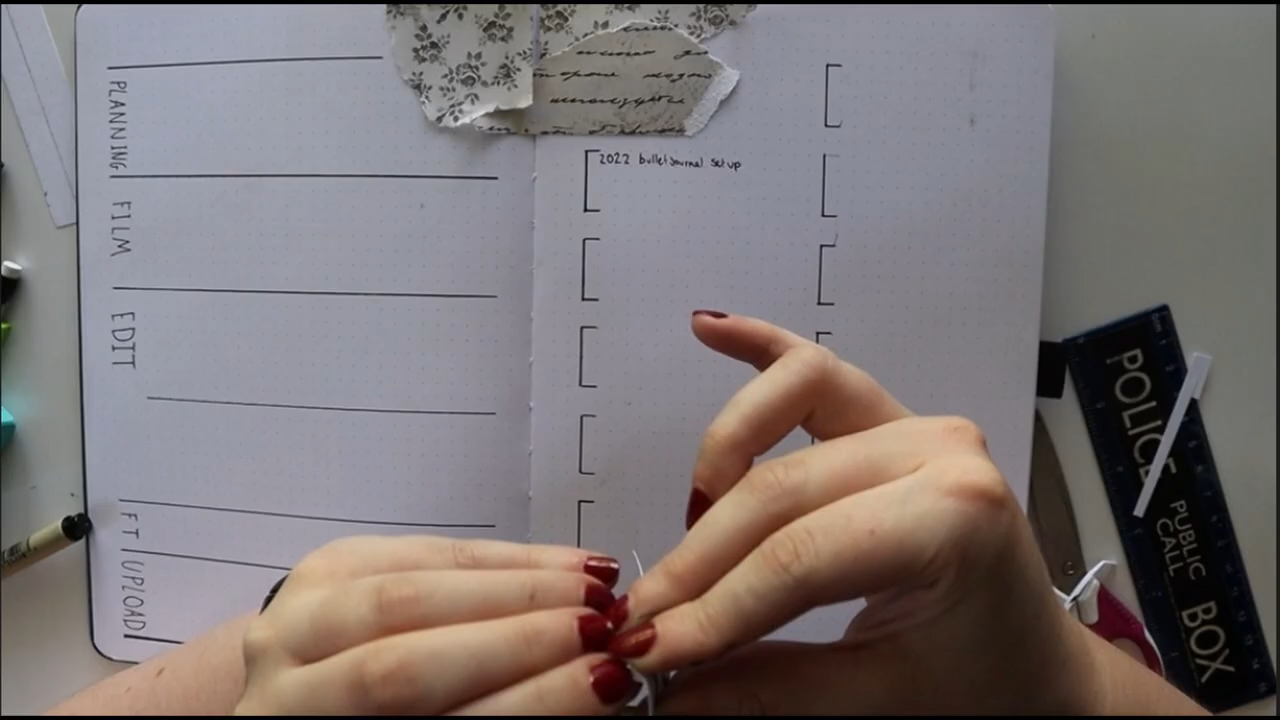 PLANNING
FILM
EDIT
FT
UPLOAD
2022 bullet journal set up
POLICE
PUBLIC
CALL
BOX